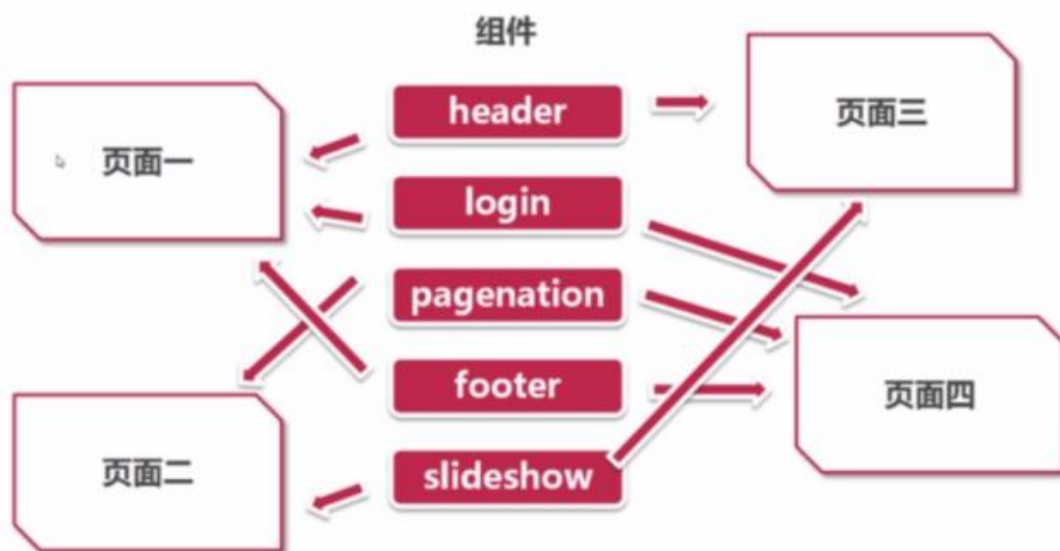 组件
header
login
pagenation
footer
slideshow
页面一
页面二
页面三
页面四